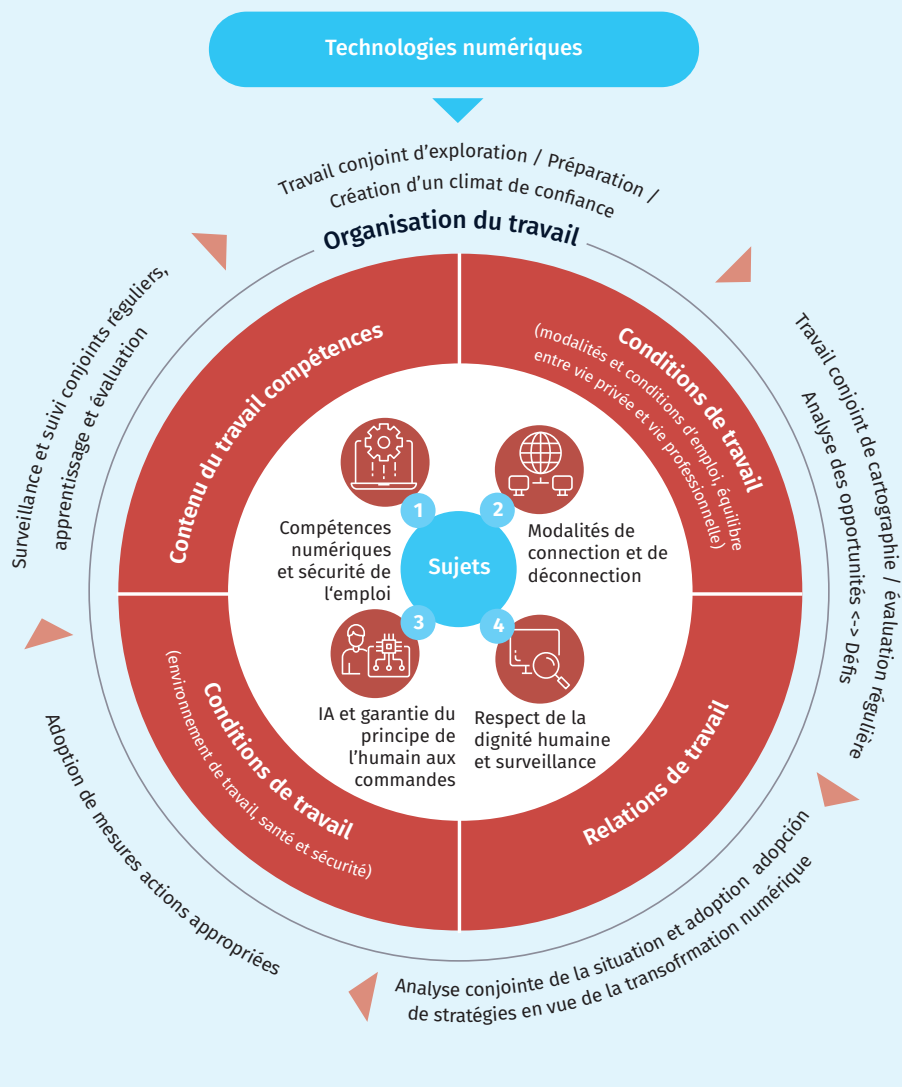 Technologies numériques
Travail conjoint d'exploration / Préparation /
Création d'un climat de confiance
Organisation du travail
Travail conjoint de cartographie / évaluation régulière
Analyse des opportunités <-> Défis
Analyse conjointe de la situation et adoption adopción
de stratégies en vue de la transofrmation numérique
Adoption de mesures actions appropriées
Surveillance et suivi conjoints réguliers,
apprentissage et évaluation
Contenu du travail compétences
Conditions de travail
(modalités et conditions d'emploi, équilibre
entre vie privée et vie professionnelle)
Relations de travail
Conditions de travail
(environnement de travail, santé et sécurité)
Sujets
1
Compétences
numériques
et sécurité de
l‘emploi
2
Modalités de
connection et de
déconnection
3
IA et garantie du
principe de
l’humain aux
commandes
4
Respect de la
dignité humaine
et surveillance